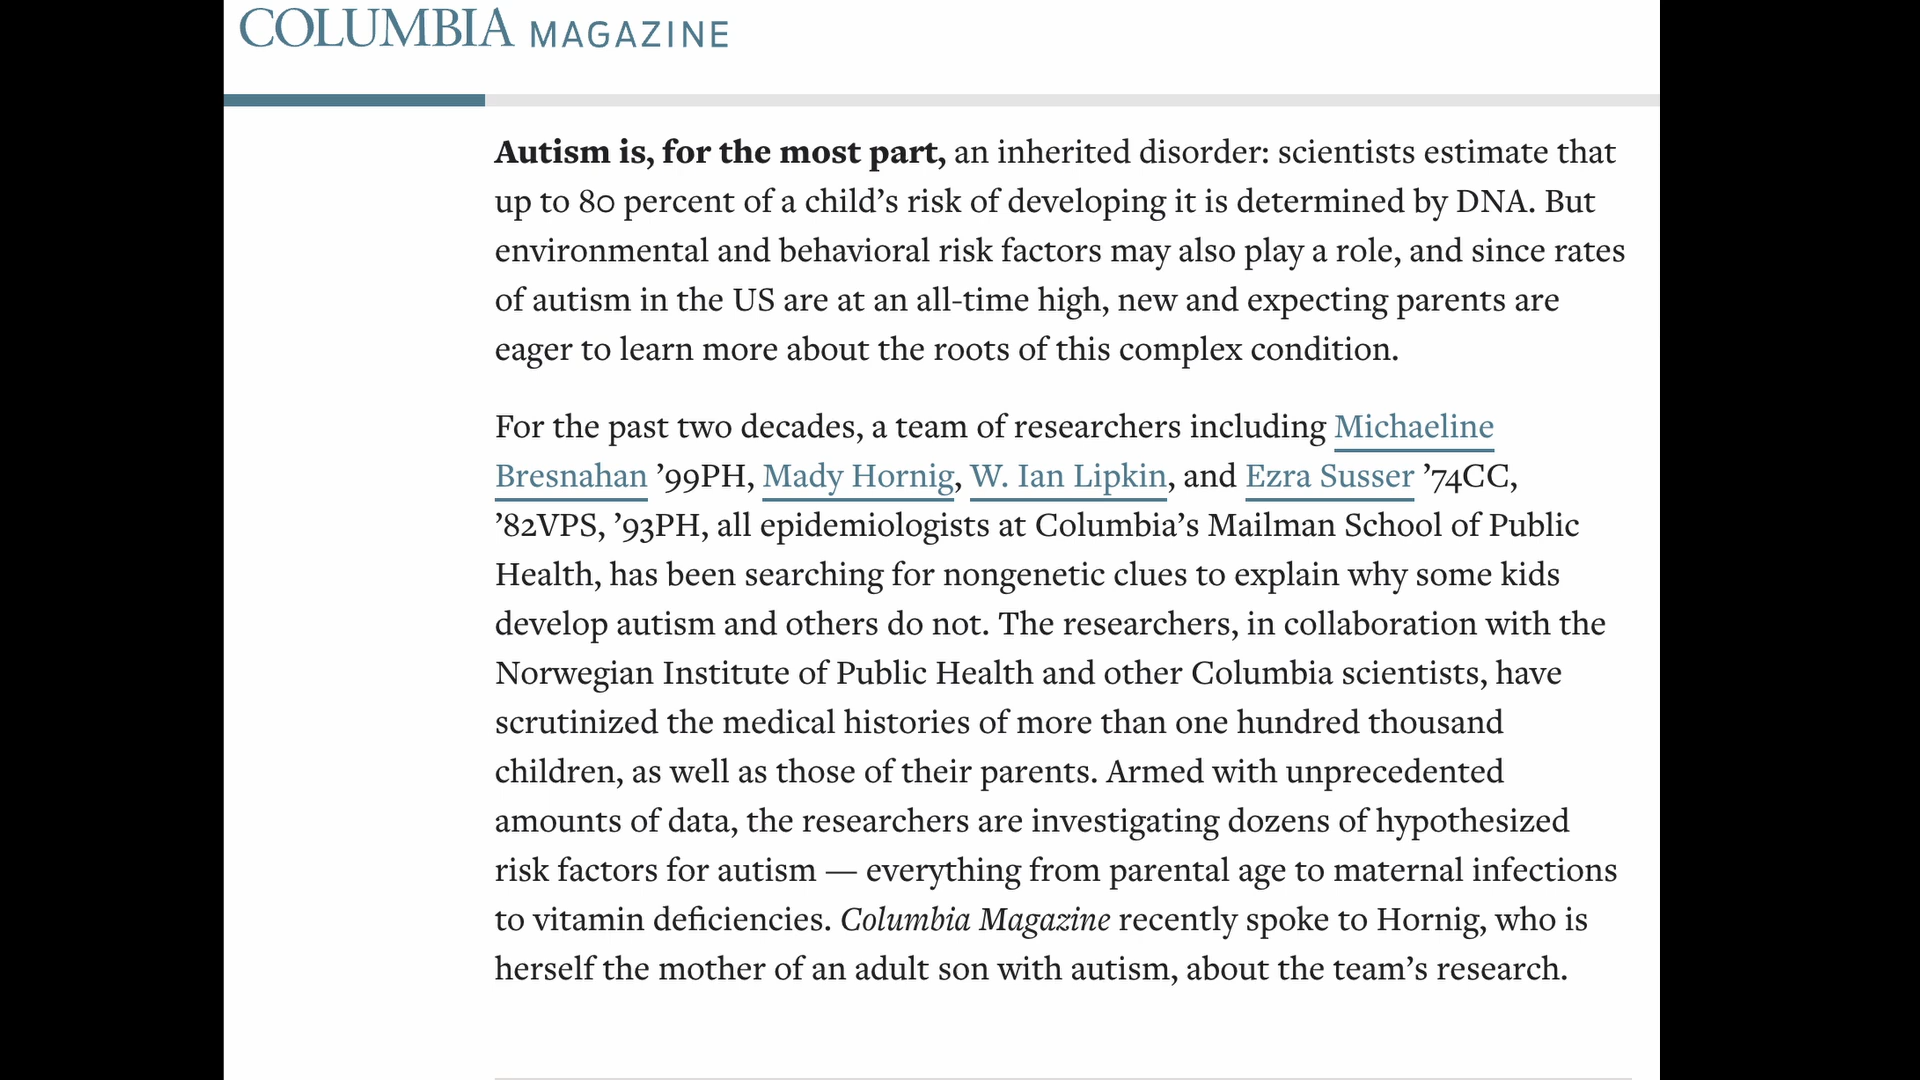 COLUMBIA MAGAZINE
Autism is, for the most part, an inherited disorder: scientists estimate that
up to 80 percent of a child’s risk of developing it is determined by DNA. But
environmental and behavioral risk factors may also play a role, and since rates
of autism in the US are at an all-time high, new and expecting parents are
eager to learn more about the roots of this complex condition.
For the past two decades, a team of researchers including Michaeline
Bresnahan ’99PH, Mady Hornig, W. Ian Lipkin, and Ezra Susser ’74CC,
’82VPS, ’93PH, all epidemiologists at Columbia’s Mailman School of Public
Health, has been searching for nongenetic clues to explain why some kids
develop autism and others do not. The researchers, in collaboration with the
Norwegian Institute of Public Health and other Columbia scientists, have
scrutinized the medical histories of more than one hundred thousand
children, as well as those of their parents. Armed with unprecedented
amounts of data, the researchers are investigating dozens of hypothesized
risk factors for autism — everything from parental age to maternal infections
to vitamin deficiencies. Columbia Magazine recently spoke to Hornig, who is
herself the mother of an adult son with autism, about the team’s research.